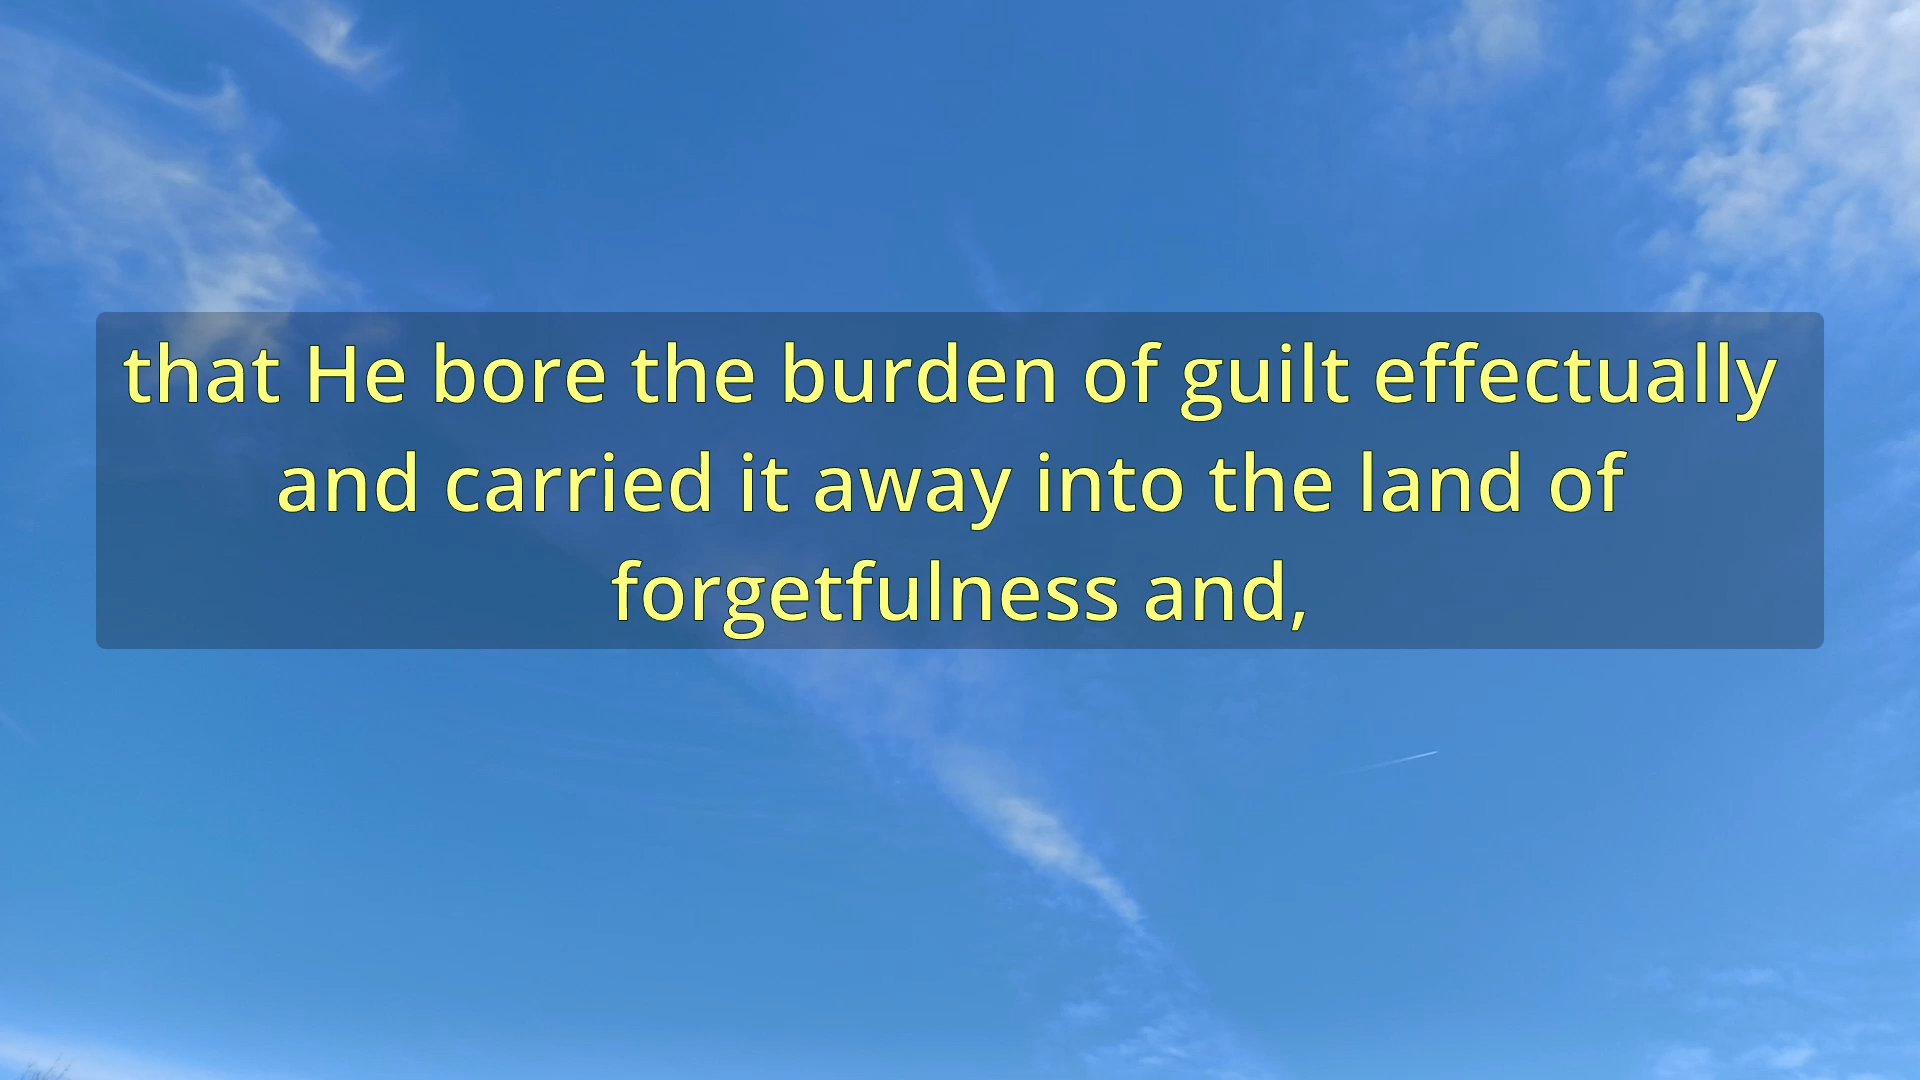 that He bore the burden of guilt effectually
and carried it away into the land of
forgetfulness and,